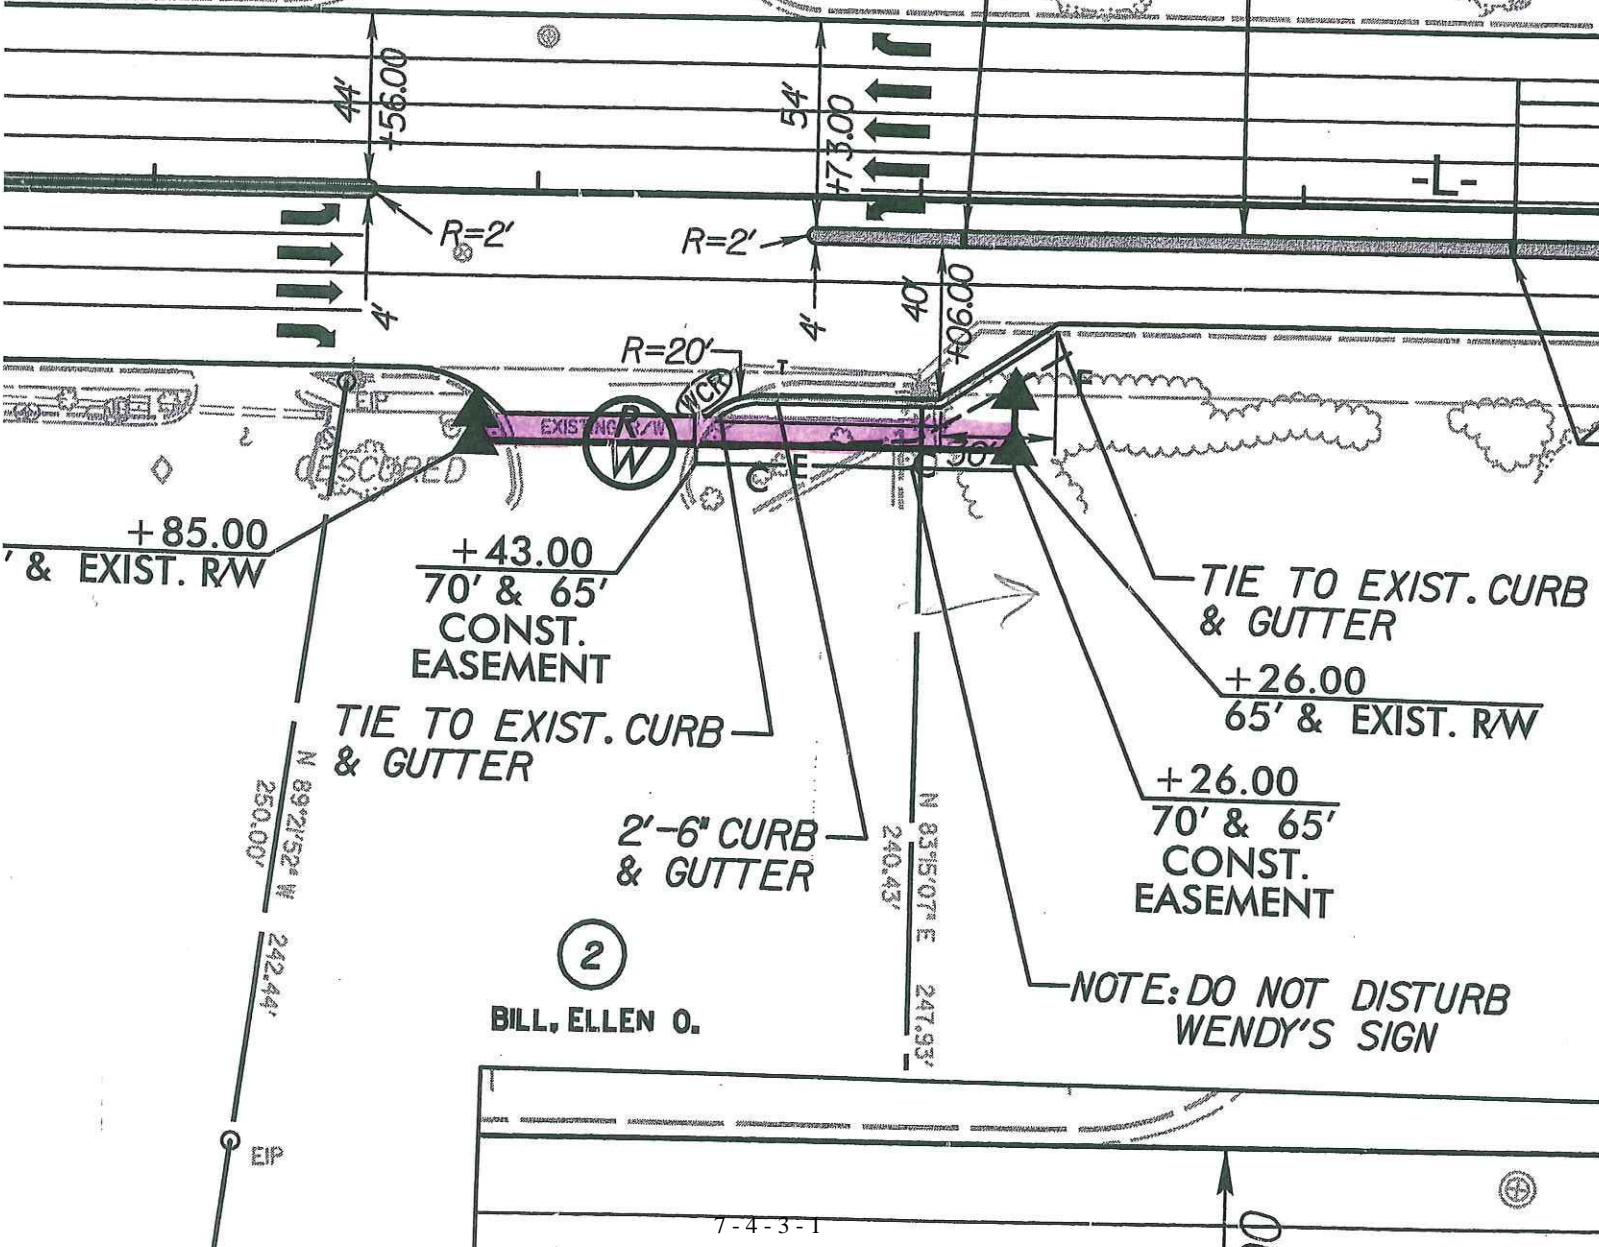 44'
+56.00
54'
+73.00
-L-
R=2'
R=2'
4'
4'
40'
+06.00
R=20'
WCR
EIP
EXISTING R/W
R
W
C
E
E
DESCURED
+85.00
' & EXIST. R/W
+43.00
70' & 65'
CONST.
EASEMENT
TIE TO EXIST. CURB
& GUTTER
+26.00
65' & EXIST. R/W
TIE TO EXIST. CURB
& GUTTER
+26.00
70' & 65'
CONST.
EASEMENT
2'-6" CURB
& GUTTER
N 89°21'52" W 242.44'
250.00'
N 83°15'07" E 247.93'
240.43'
2
BILL, ELLEN O.
NOTE: DO NOT DISTURB
WENDY'S SIGN
EIP
7-4-3-1